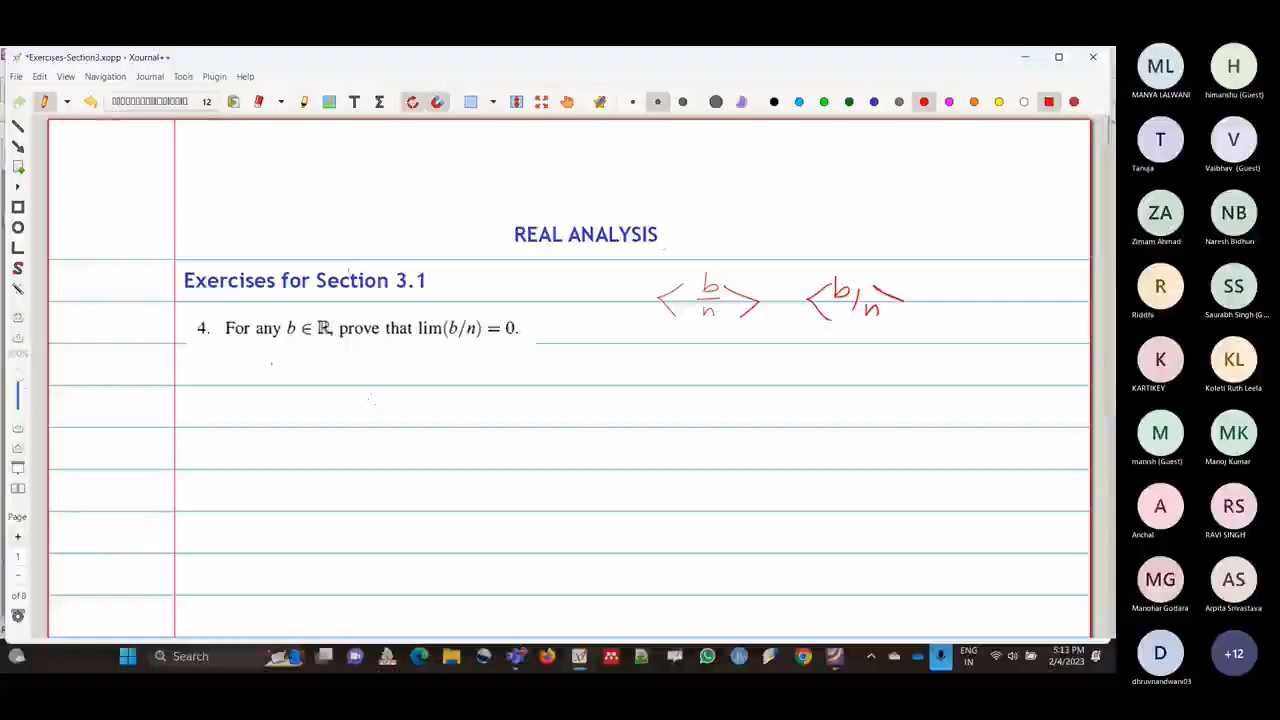 *Exercises-Section3.xopp - Xournal++
File Edit View Navigation Journal Tools Plugin Help
12
REAL ANALYSIS
Exercises for Section 3.1
< b/n > <b/n>
4. For any b ∈ ℝ, prove that lim(b/n) = 0.
Page
1
of 8
Search
ENG
IN
5:13 PM
2/4/2023
ML
MANYA LALWANI
H
himanshu (Guest)
T
Tanuja
V
Vaibhav (Guest)
ZA
Zimam Ahmad
NB
Naresh Bidhuri
R
Riddhi
SS
Saurabh Singh (G...
K
KARTIKEY
KL
Koleti Ruth Leela
M
manish (Guest)
MK
Manoj Kumar
A
Anchal
RS
RAVI SINGH
MG
Manohar Godara
AS
Arpita Srivastava
D
dhruvnandwani03
+12